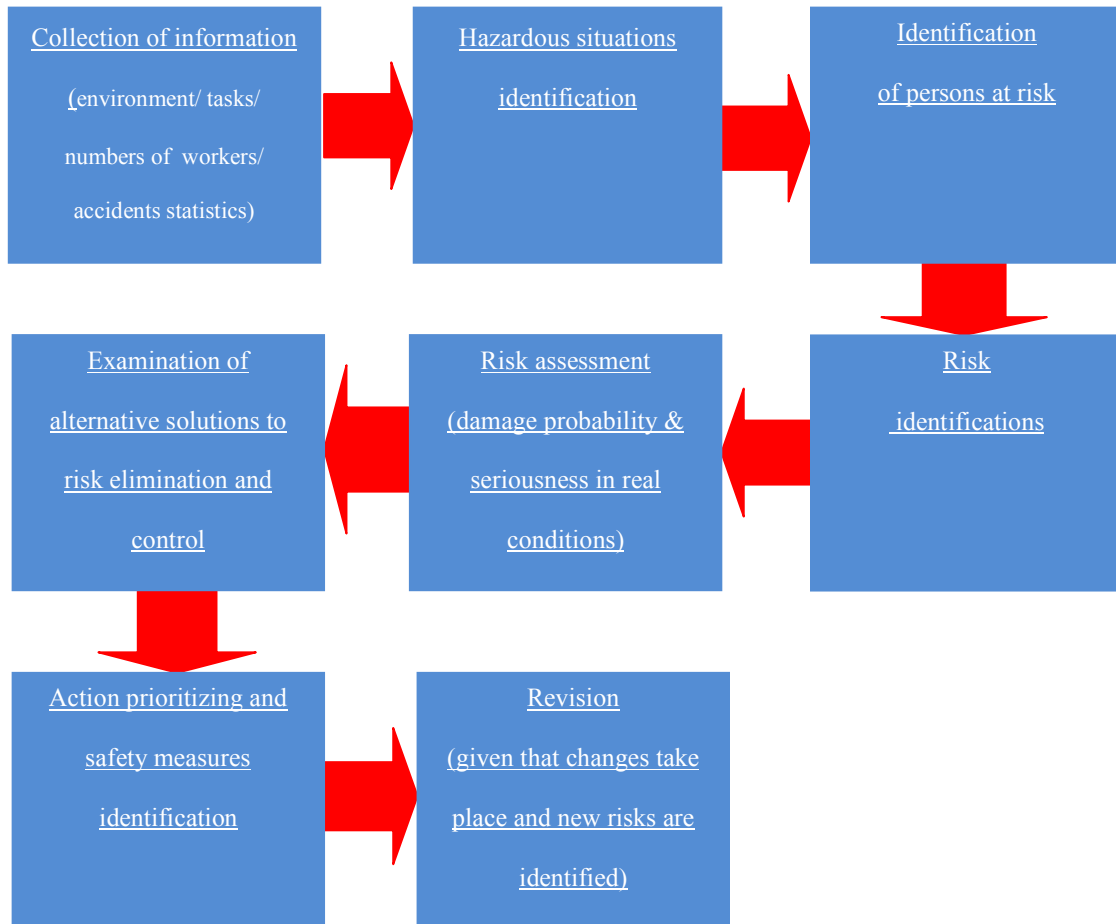 Collection of information
(environment/ tasks/
numbers of workers/
accidents statistics)
Hazardous situations
identification
Identification
of persons at risk
Risk
identifications
Risk assessment
(damage probability &
seriousness in real
conditions)
Examination of
alternative solutions to
risk elimination and
control
Action prioritizing and
safety measures
identification
Revision
(given that changes take
place and new risks are
identified)